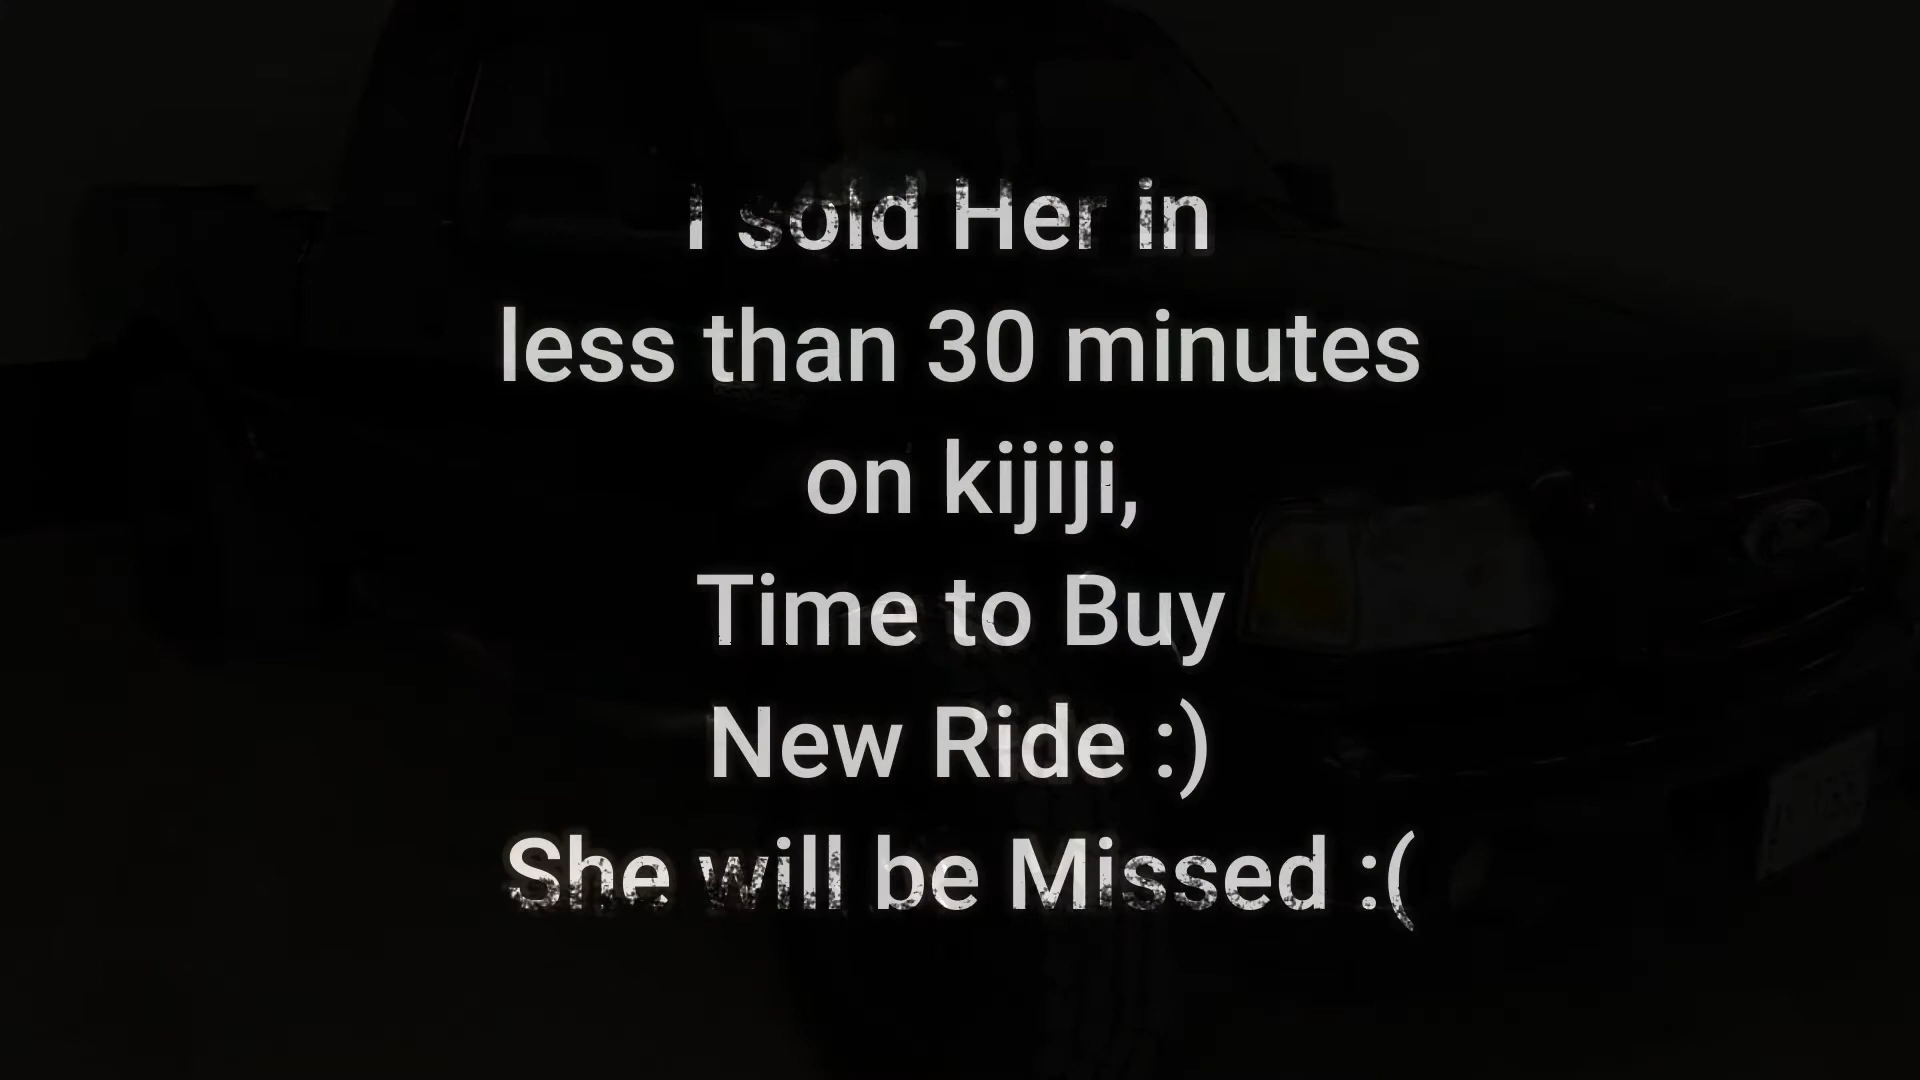 I sold Her in
less than 30 minutes
on kijiji,
Time to Buy
New Ride :)
She will be Missed :(